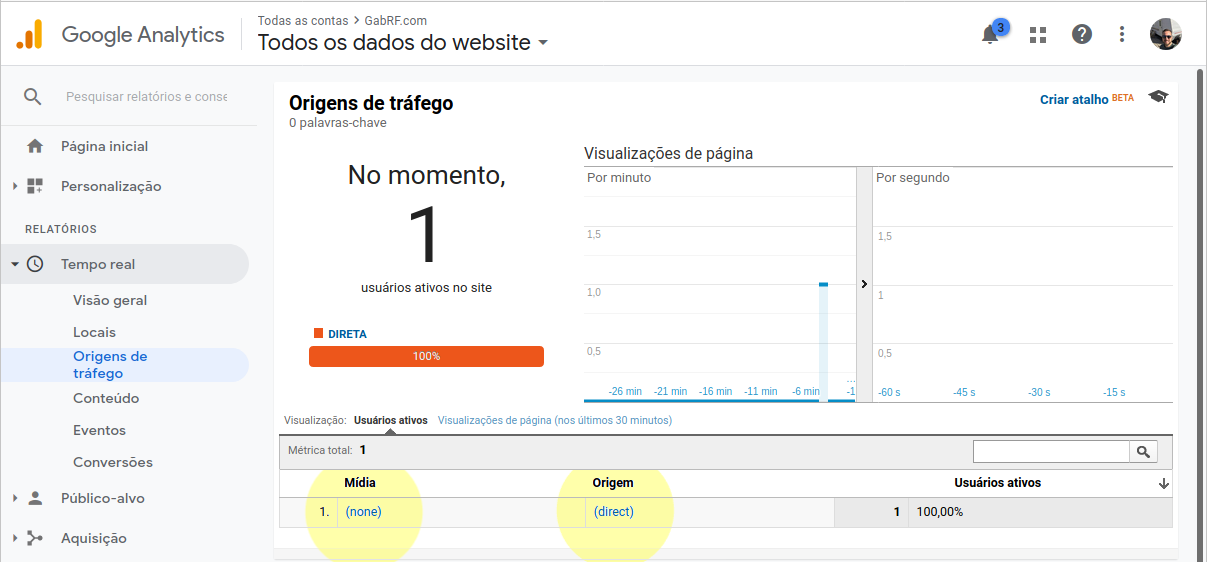 Google Analytics
Todas as contas > GabRF.com
Todos os dados do website
3
Pesquisar relatórios e conse
Página inicial
Personalização
RELATÓRIOS
Tempo real
Visão geral
Locais
Origens de
tráfego
Conteúdo
Eventos
Conversões
Público-alvo
Aquisição
Origens de tráfego
0 palavras-chave
Criar atalho BETA
No momento,
1
usuários ativos no site
DIRETA
100%
Visualizações de página
Por minuto
1,5
1,0
0,5
-26 min -21 min -16 min -11 min -6 min ... -1
Por segundo
1,5
1
0,5
-60 s -45 s -30 s -15 s
Visualização: Usuários ativos Visualizações de página (nos últimos 30 minutos)
Métrica total: 1
Mídia Origem Usuários ativos
1. (none) (direct) 1 100,00%